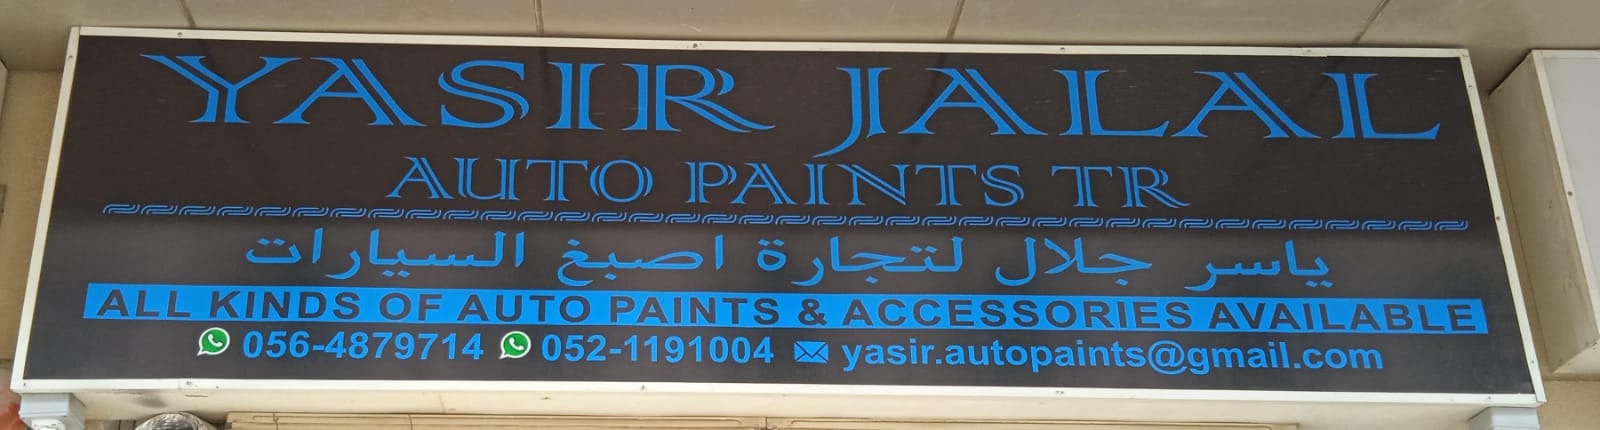 YASIR JALAL
AUTO PAINTS TR
ياسر جلال لتجارة اصبغ السيارات
ALL KINDS OF AUTO PAINTS & ACCESSORIES AVAILABLE
056-4879714 052-1191004 yasir.autopaints@gmail.com